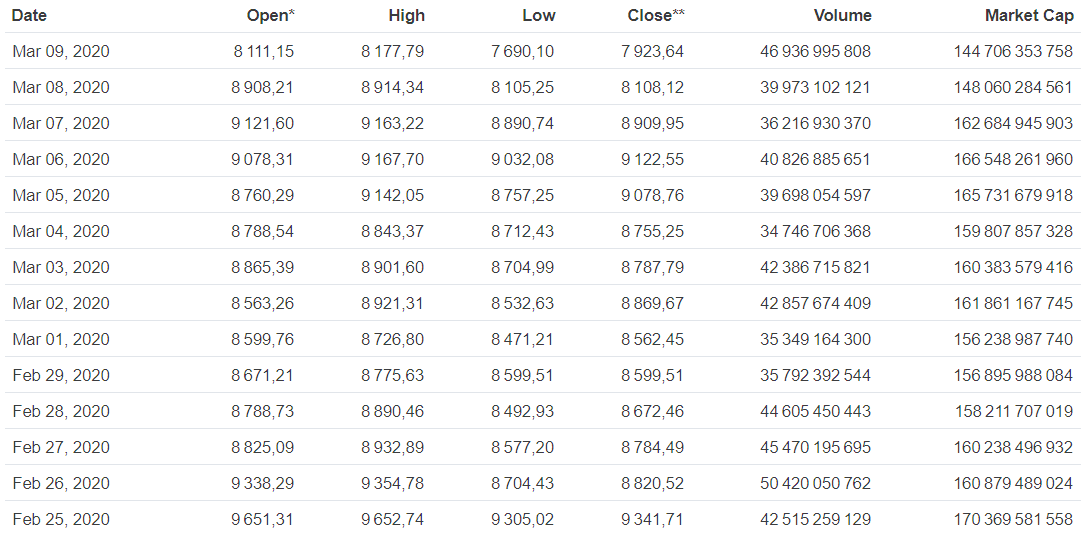 Date Open* High Low Close** Volume Market Cap
Mar 09, 2020 8 111,15 8 177,79 7 690,10 7 923,64 46 936 995 808 144 706 353 758
Mar 08, 2020 8 908,21 8 914,34 8 105,25 8 108,12 39 973 102 121 148 060 284 561
Mar 07, 2020 9 121,60 9 163,22 8 890,74 8 909,95 36 216 930 370 162 684 945 903
Mar 06, 2020 9 078,31 9 167,70 9 032,08 9 122,55 40 826 885 651 166 548 261 960
Mar 05, 2020 8 760,29 9 142,05 8 757,25 9 078,76 39 698 054 597 165 731 679 918
Mar 04, 2020 8 788,54 8 843,37 8 712,43 8 755,25 34 746 706 368 159 807 857 328
Mar 03, 2020 8 865,39 8 901,60 8 704,99 8 787,79 42 386 715 821 160 383 579 416
Mar 02, 2020 8 563,26 8 921,31 8 532,63 8 869,67 42 857 674 409 161 861 167 745
Mar 01, 2020 8 599,76 8 726,80 8 471,21 8 562,45 35 349 164 300 156 238 987 740
Feb 29, 2020 8 671,21 8 775,63 8 599,51 8 599,51 35 792 392 544 156 895 988 084
Feb 28, 2020 8 788,73 8 890,46 8 492,93 8 672,46 44 605 450 443 158 211 707 019
Feb 27, 2020 8 825,09 8 932,89 8 577,20 8 784,49 45 470 195 695 160 238 496 932
Feb 26, 2020 9 338,29 9 354,78 8 704,43 8 820,52 50 420 050 762 160 879 489 024
Feb 25, 2020 9 651,31 9 652,74 9 305,02 9 341,71 42 515 259 129 170 369 581 558